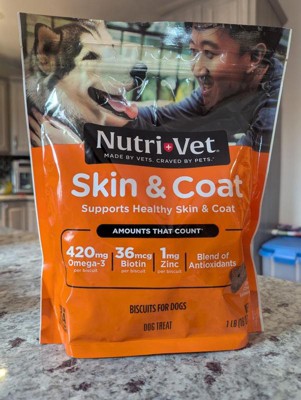 Nutri+Vet
MADE BY VETS. CRAVED BY PETS.
Skin & Coat
Supports Healthy Skin & Coat
AMOUNTS THAT COUNT
420mg
Omega-3
per biscuit
36mcg
Biotin
per biscuit
1mg
Zinc
per biscuit
Blend of
Antioxidants
BISCUITS FOR DOGS
DOG TREAT